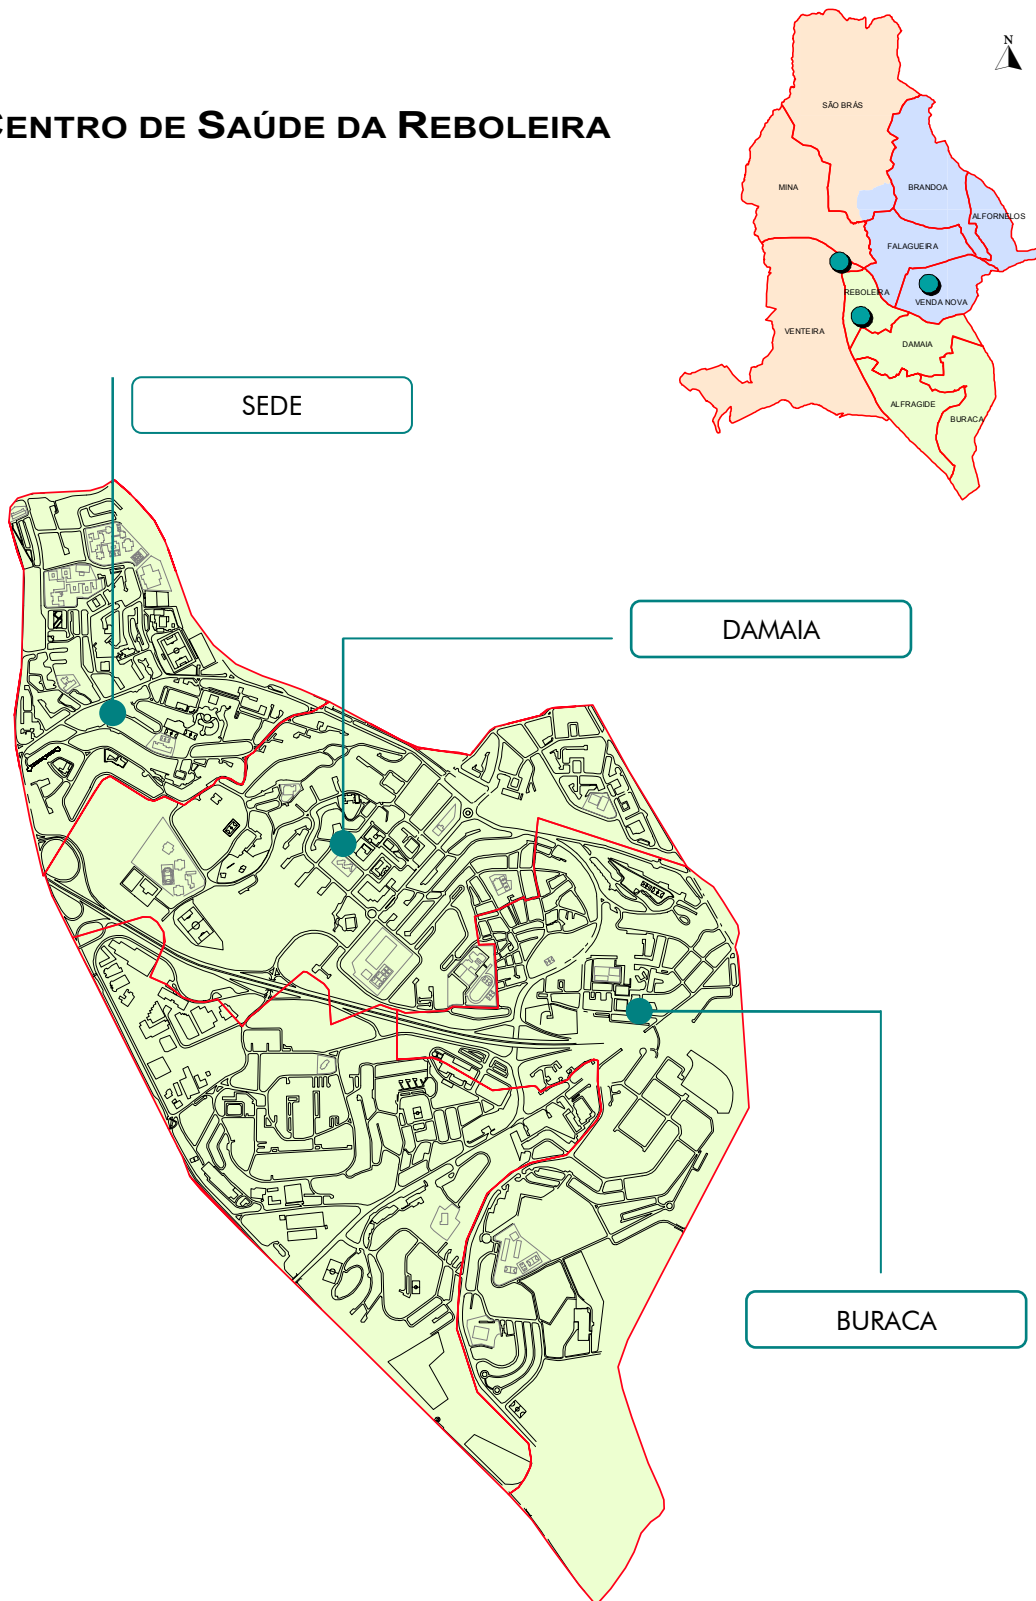 CENTRO DE SAÚDE DA REBOLEIRA
N
SÃO BRÁS
MINA
BRANDOA
ALFORNELOS
FALAGUEIRA
REBOLEIRA
VENDA NOVA
VENTEIRA
DAMAIA
ALFRAGIDE
BURACA
SEDE
DAMAIA
BURACA